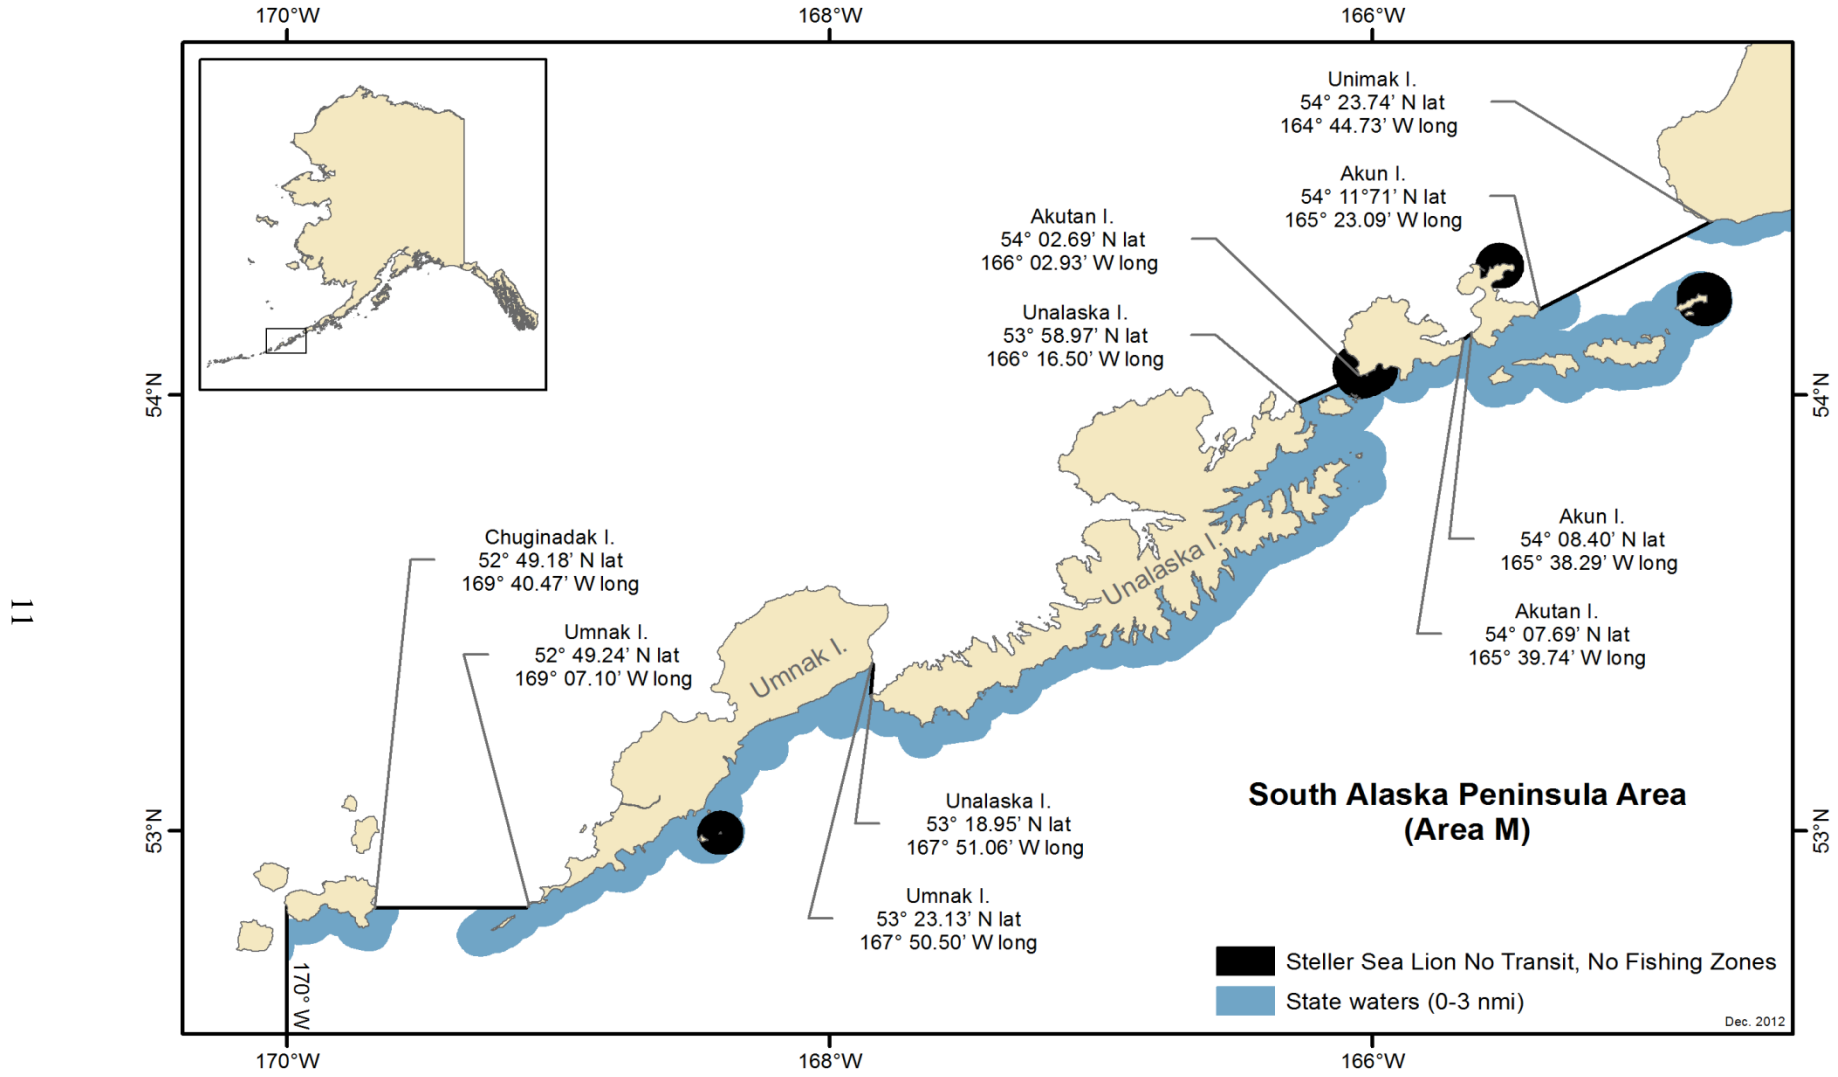 170°W
168°W
166°W
Unimak I.
54° 23.74' N lat
164° 44.73' W long
Akun I.
54° 11°71' N lat
165° 23.09' W long
Akutan I.
54° 02.69' N lat
166° 02.93' W long
Unalaska I.
53° 58.97' N lat
166° 16.50' W long
54°N
54°N
Chuginadak I.
52° 49.18' N lat
169° 40.47' W long
Umnak I.
52° 49.24' N lat
169° 07.10' W long
Akun I.
54° 08.40' N lat
165° 38.29' W long
Akutan I.
54° 07.69' N lat
165° 39.74' W long
Unalaska I.
Umnak I.
11
Unalaska I.
53° 18.95' N lat
167° 51.06' W long
Umnak I.
53° 23.13' N lat
167° 50.50' W long
South Alaska Peninsula Area
(Area M)
53°N
53°N
170° W
Steller Sea Lion No Transit, No Fishing Zones
State waters (0-3 nmi)
Dec. 2012
170°W
168°W
166°W